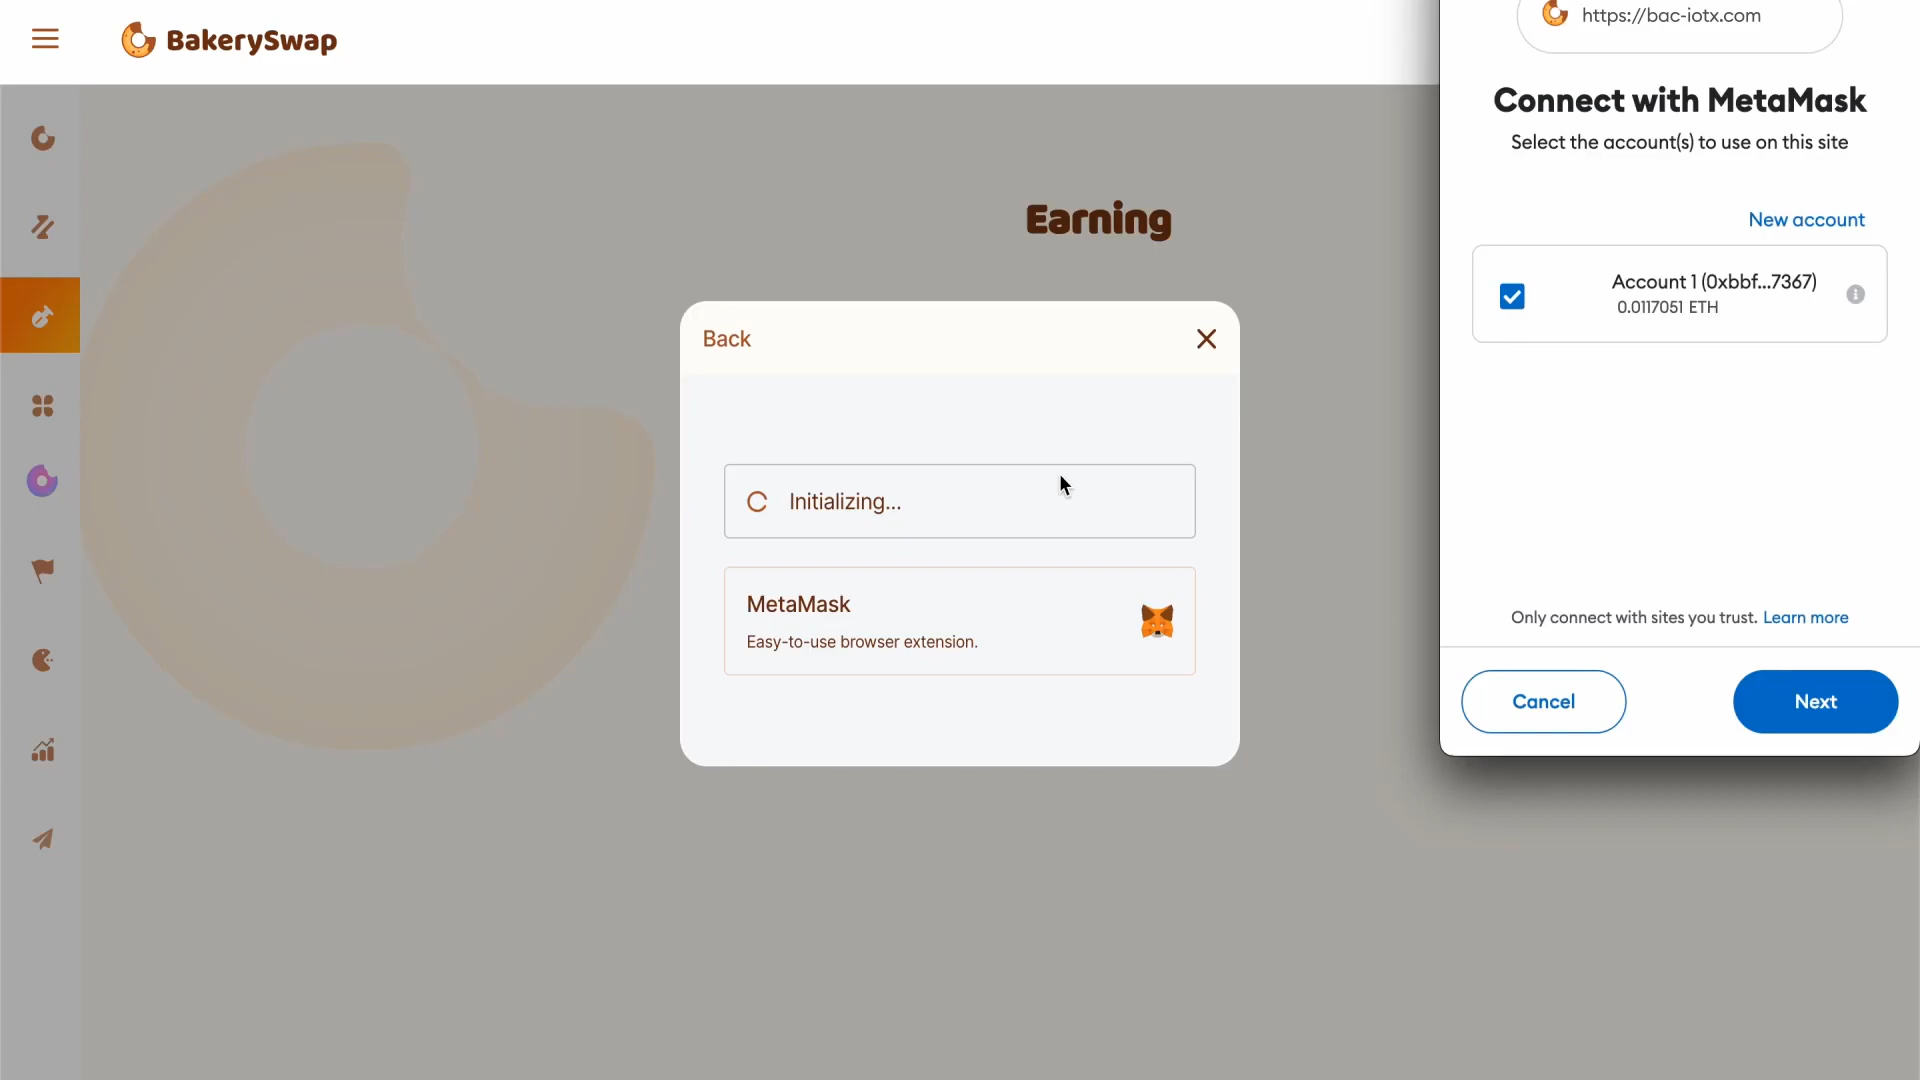 BakerySwap
Earning
Back
Initializing...
MetaMask
Easy-to-use browser extension.
https://bac-iotx.com
Connect with MetaMask
Select the account(s) to use on this site
New account
Account 1 (0xbbf...7367)
0.0117051 ETH
Only connect with sites you trust. Learn more
Cancel
Next